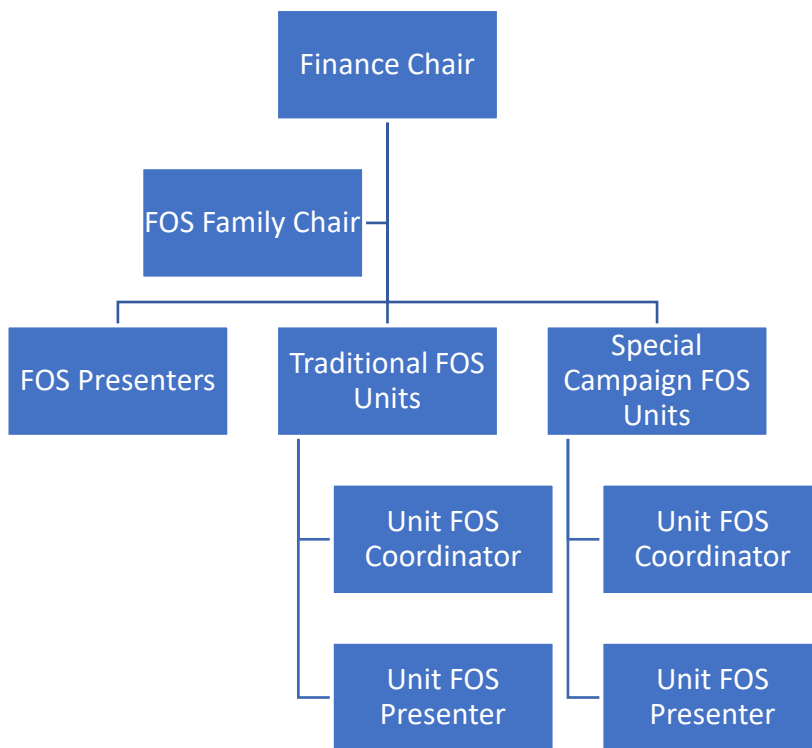 Finance Chair
FOS Family Chair
FOS Presenters
Traditional FOS
Units
Special
Campaign FOS
Units
Unit FOS
Coordinator
Unit FOS
Coordinator
Unit FOS
Presenter
Unit FOS
Presenter